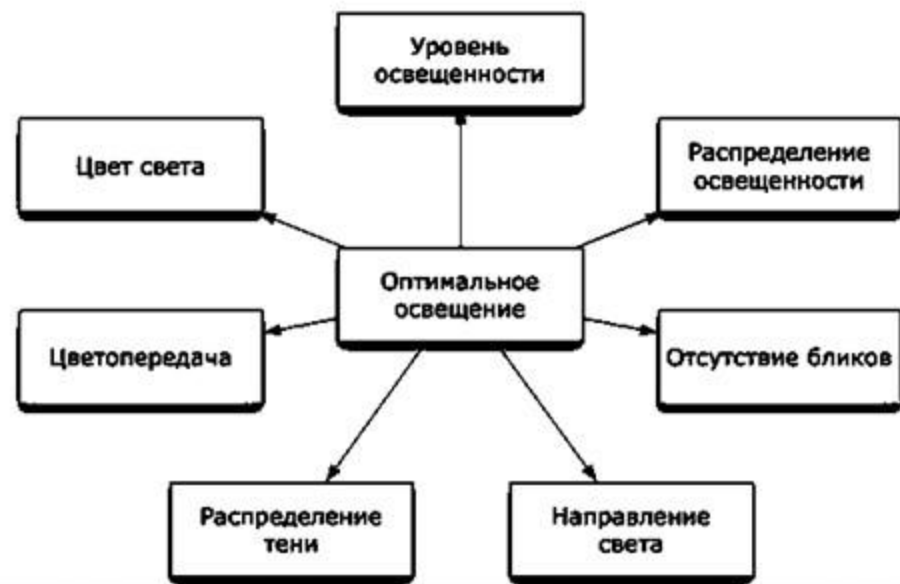 Уровень
освещенности
Цвет света
Распределение
освещенности
Оптимальное
освещение
Цветопередача
Отсутствие бликов
Распределение
тени
Направление
света